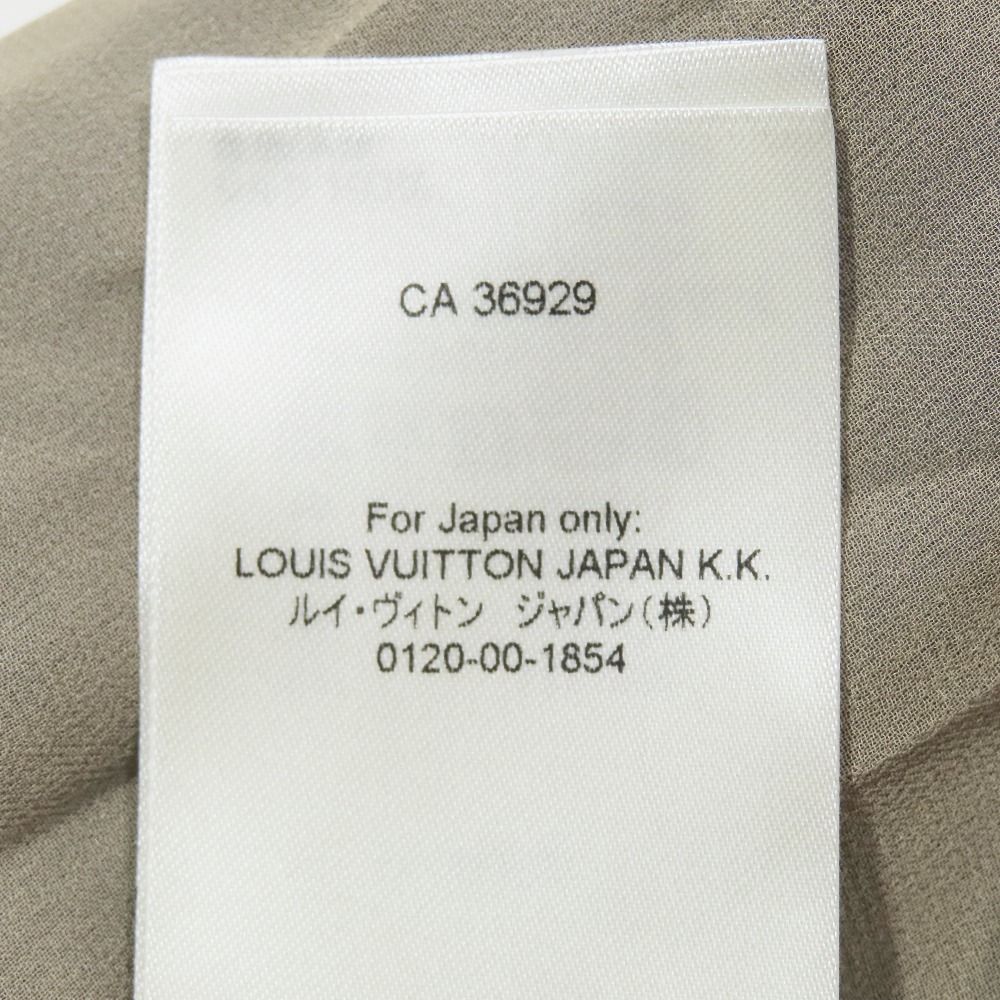 CA 36929
For Japan only:
LOUIS VUITTON JAPAN K.K.
ルイ・ヴィトン　ジャパン(株)
0120-00-1854